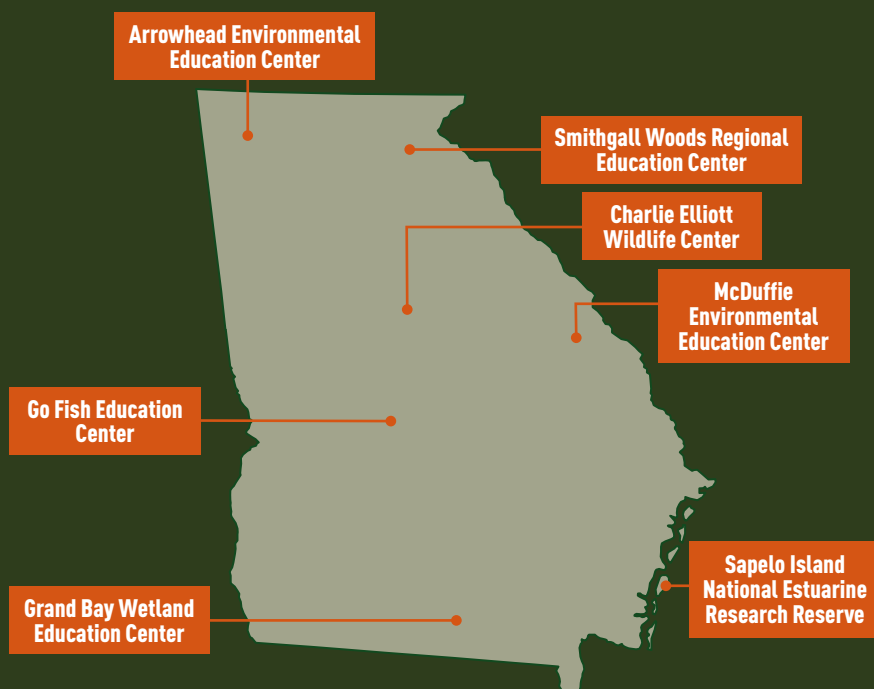 Arrowhead Environmental
Education Center
Smithgall Woods Regional
Education Center
Charlie Elliott
Wildlife Center
McDuffie
Environmental
Education Center
Go Fish Education
Center
Sapelo Island
National Estuarine
Research Reserve
Grand Bay Wetland
Education Center